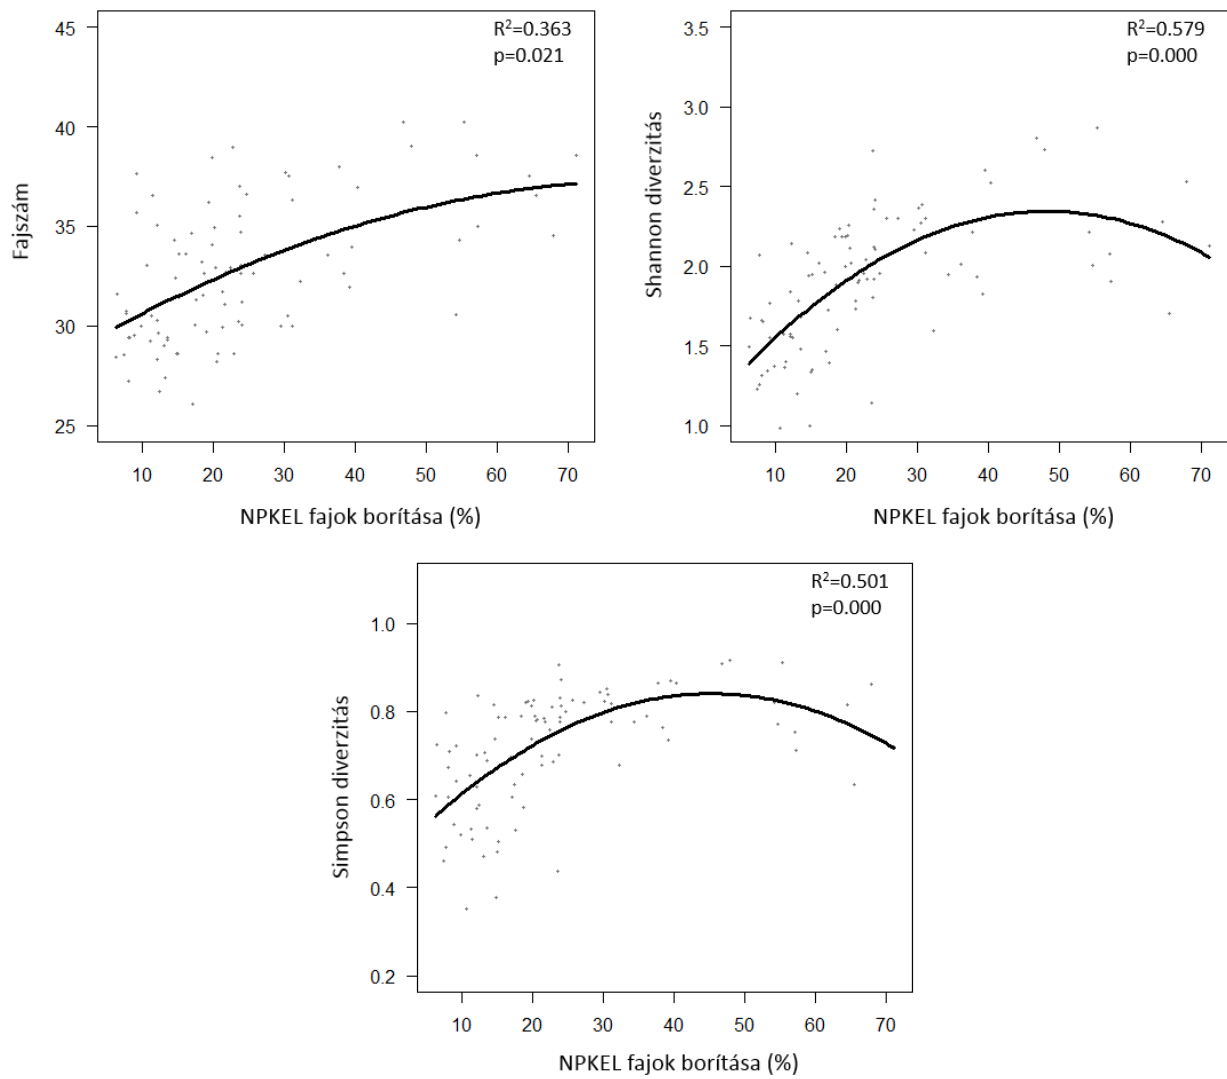 R²=0.363
p=0.021
45
40
35
30
25
Fajszám
10 20 30 40 50 60 70
NPKEL fajok borítása (%)
R²=0.579
p=0.000
3.5
3.0
2.5
2.0
1.5
1.0
Shannon diverzitás
10 20 30 40 50 60 70
NPKEL fajok borítása (%)
R²=0.501
p=0.000
1.0
0.8
0.6
0.4
0.2
Simpson diverzitás
10 20 30 40 50 60 70
NPKEL fajok borítása (%)